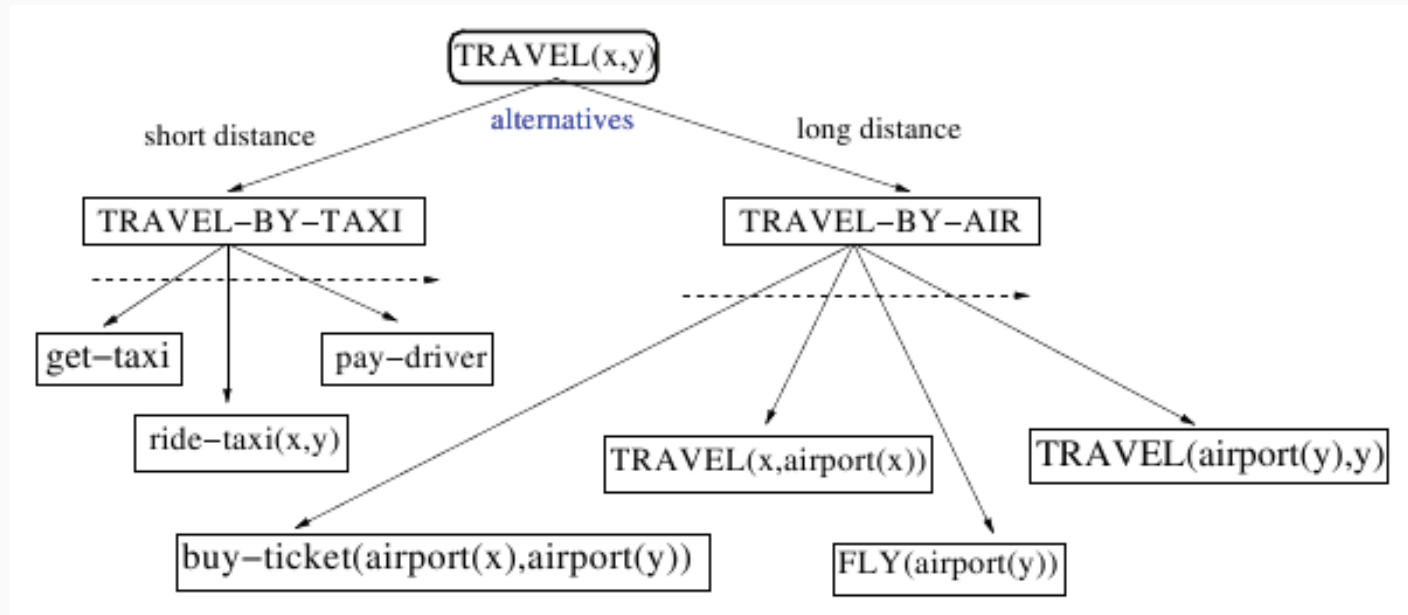 TRAVEL(x,y)
alternatives
short distance
long distance
TRAVEL–BY–TAXI
TRAVEL–BY–AIR
get–taxi
pay–driver
ride–taxi(x,y)
TRAVEL(x,airport(x))
TRAVEL(airport(y),y)
buy–ticket(airport(x),airport(y))
FLY(airport(y))